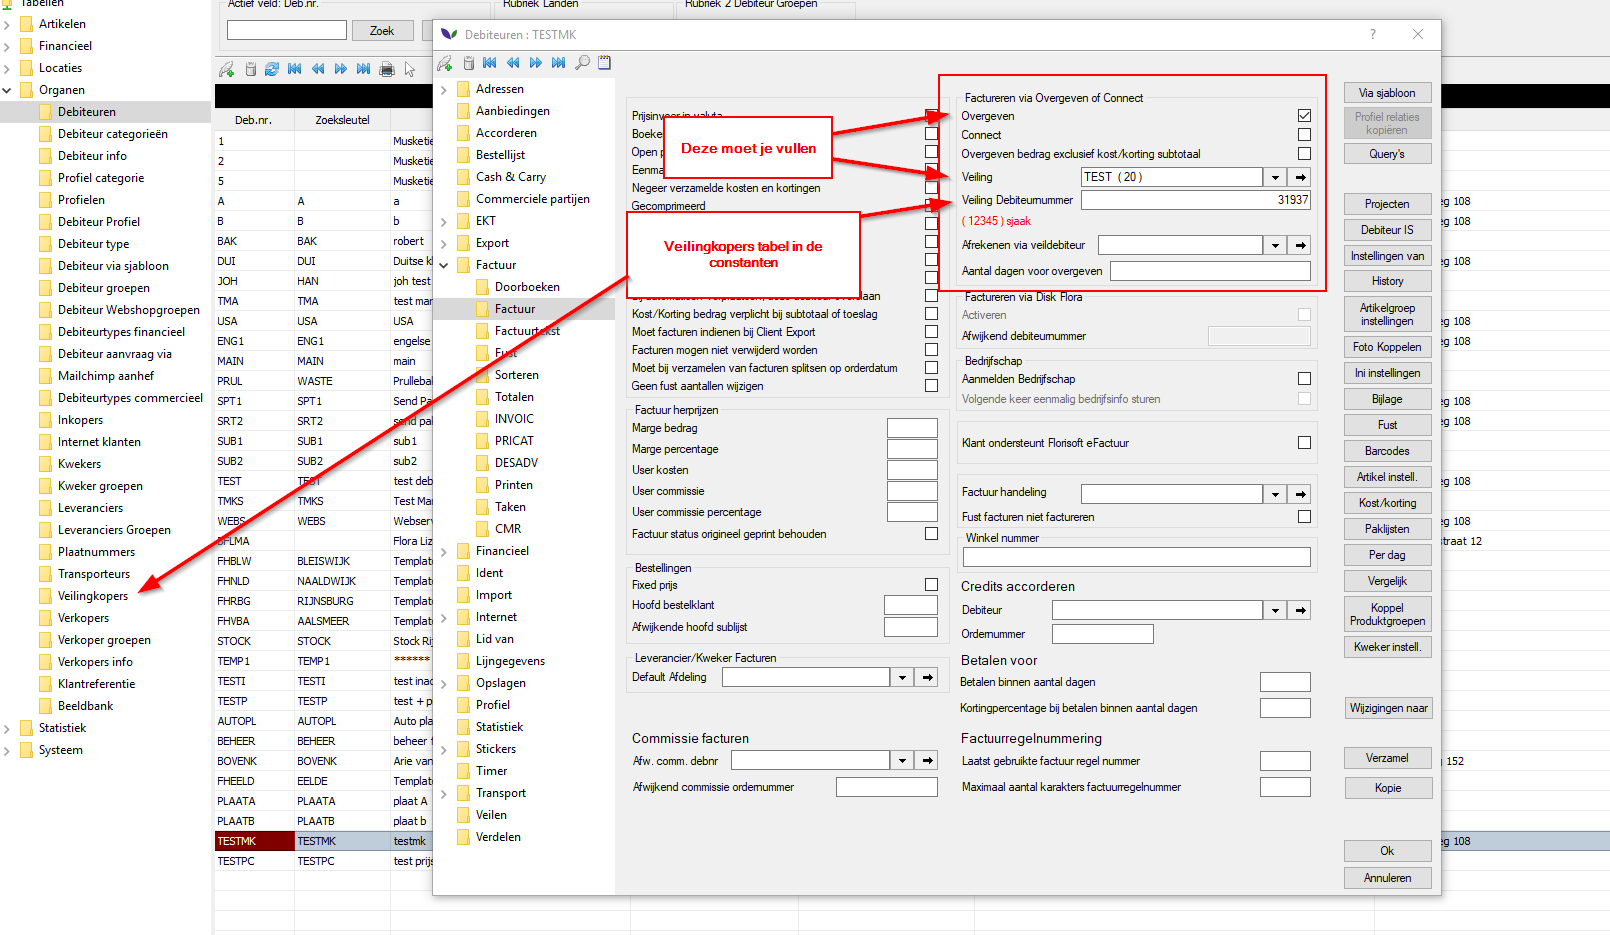 Tabellen
Artikelen
Financieel
Locaties
Organen
Debiteuren
Debiteur categorieën
Debiteur info
Profiel categorie
Profielen
Debiteur Profiel
Debiteur type
Debiteur via sjabloon
Debiteur groepen
Debiteur Webshopgroepen
Debiteurtypes financieel
Debiteur aanvraag via
Mailchimp aanhef
Debiteurtypes commercieel
Inkopers
Internet klanten
Kwekers
Kweker groepen
Leveranciers
Leveranciers Groepen
Plaatnummers
Transporteurs
Veilingkopers
Verkopers
Verkoper groepen
Verkopers info
Klantreferentie
Beeldbank
Statistiek
Systeem
Actief veld: Deb.nr.
Rubriek Landen
Rubriek 2 Debiteur Groepen
Zoek
Deb.nr. Zoeksleutel
1 Musketie
2 Musketie
5 Musketie
A A a
B B b
BAK BAK robert
DUI DUI Duitse k
JOH HAN joh test
TMA TMA test mar
USA USA USA
ENG1 ENG1 engelse
MAIN MAIN main
PRUL WASTE Prullebal
SPT1 SPT1 Send Pa
SRT2 SRT2 send pal
SUB1 SUB1 sub1
SUB2 SUB2 sub2
TEST TEST test deb
TMKS TMKS Test Mar
WEBS WEBS Webserv
BFLMA Flora Liz
FHBLW BLEISWIJK Templat
FHNLD NAALDWIJK Templat
FHRBG RIJNSBURG Templat
FHVBA AALSMEER Templat
STOCK STOCK Stock Rij
TEMP1 TEMP1 ******
TESTI TESTI test inac
TESTP TESTP test + p
AUTOPL AUTOPL Auto pla
BEHEER BEHEER beheer f
BOVENK BOVENK Arie van
FHEELD EELDE Templat
PLAATA PLAATA plaat A
PLAATB PLAATB plaat b
TESTMK TESTMK testmk
TESTPC TESTPC test prijs
Debiteuren : TESTMK
?
Adressen
Aanbiedingen
Accorderen
Bestellijst
Cash & Carry
Commerciele partijen
EKT
Export
Factuur
Doorboeken
Factuur
Factuurtekst
Fust
Sorteren
Totalen
INVOIC
PRICAT
DESADV
Printen
Taken
CMR
Financieel
Ident
Import
Internet
Lid van
Lijngegevens
Opslagen
Profiel
Statistiek
Stickers
Timer
Transport
Veilen
Verdelen
Prijsinvoer in valuta
Boeke
Open p
Eenma
Negeer verzamelde kosten en kortingen
Gecomprimeerd
Deze moet je vullen
Veilingkopers tabel in de
constanten
Kost/Korting bedrag verplicht bij subtotaal of toeslag
Moet facturen indienen bij Client Export
Facturen mogen niet verwijderd worden
Moet bij verzamelen van facturen splitsen op orderdatum
Geen fust aantallen wijzigen
Factuur herprijzen
Marge bedrag
Marge percentage
User kosten
User commissie
User commissie percentage
Factuur status origineel geprint behouden
Bestellingen
Fixed prijs
Hoofd bestelklant
Afwijkende hoofd sublijst
Leverancier/Kweker Facturen
Default Afdeling
Commissie facturen
Afw. comm. debnr
Afwijkend commissie ordernummer
Factureren via Overgeven of Connect
Overgeven
Connect
Overgeven bedrag exclusief kost/korting subtotaal
Veiling TEST ( 20 )
Veiling Debiteurnummer 31937
( 12345 ) sjaak
Afrekenen via veildebiteur
Aantal dagen voor overgeven
Factureren via Disk Flora
Activeren
Afwijkend debiteurnummer
Bedrijfschap
Aanmelden Bedrijfschap
Volgende keer eenmalig bedrijfsinfo sturen
Klant ondersteunt Florisoft eFactuur
Factuur handeling
Fust facturen niet factureren
Winkel nummer
Credits accorderen
Debiteur
Ordernummer
Betalen voor
Betalen binnen aantal dagen
Kortingpercentage bij betalen binnen aantal dagen
Factuurregelnummering
Laatst gebruikte factuur regel nummer
Maximaal aantal karakters factuurregelnummer
Via sjabloon
Profiel relaties
kopiëren
Query's
Projecten
Debiteur IS
Instellingen van
History
Artikelgroep
instellingen
Foto Koppelen
Ini instellingen
Bijlage
Fust
Barcodes
Artikel instell.
Kost/korting
Paklijsten
Per dag
Vergelijk
Koppel
Produktgroepen
Kweker instell.
Wijzigingen naar
Verzamel
Kopie
Ok
Annuleren
eg 108
eg 108
eg 108
eg 108
eg 108
eg 108
eg 108
eg 108
eg 108
straat 12
152
eg 108